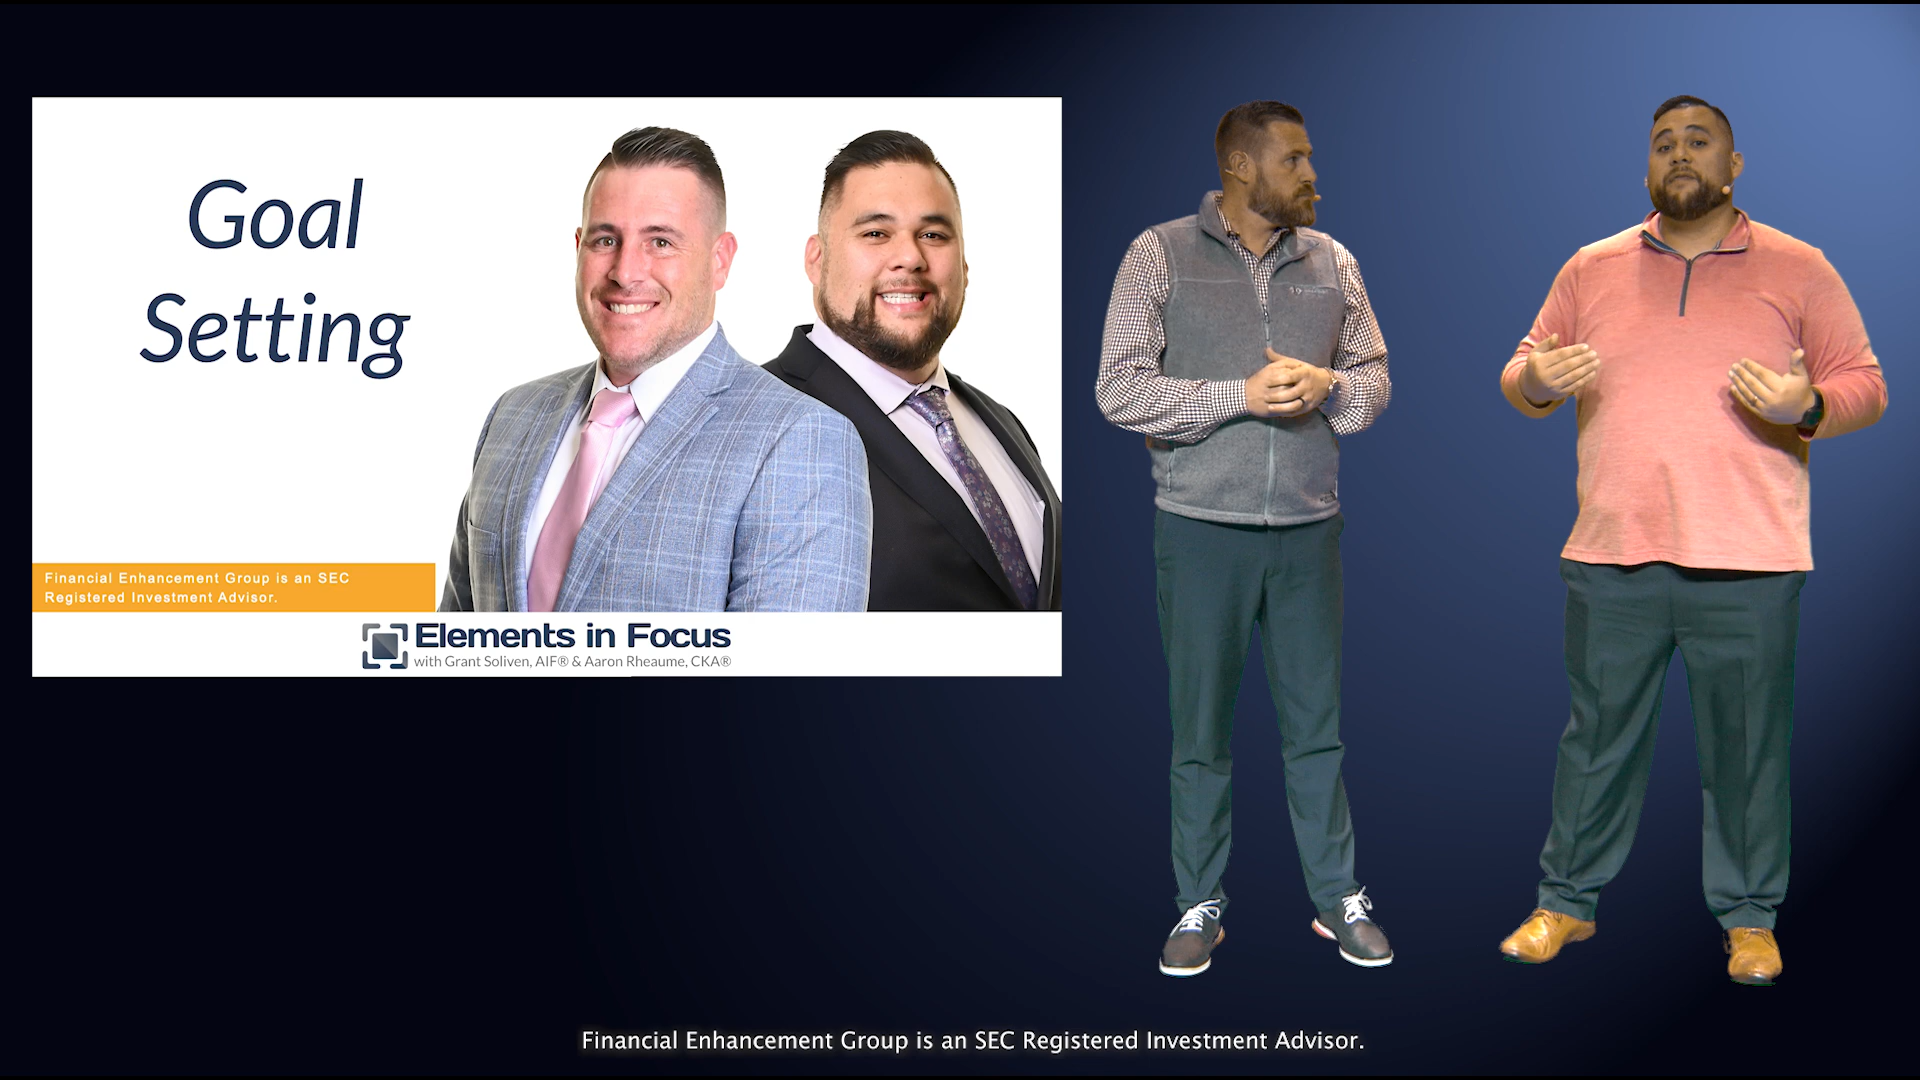 Goal
Setting
Financial Enhancement Group is an SEC
Registered Investment Advisor.
Elements in Focus
with Grant Soliven, AIF® & Aaron Rheaume, CKA®
Financial Enhancement Group is an SEC Registered Investment Advisor.